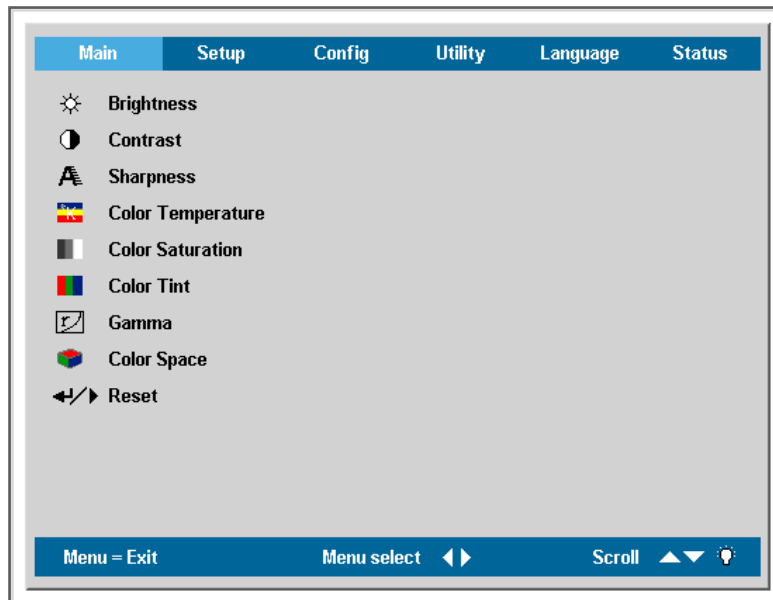 Main Setup Config Utility Language Status
Brightness
Contrast
Sharpness
°K Color Temperature
Color Saturation
Color Tint
Gamma
Color Space
Reset
Menu = Exit Menu select Scroll